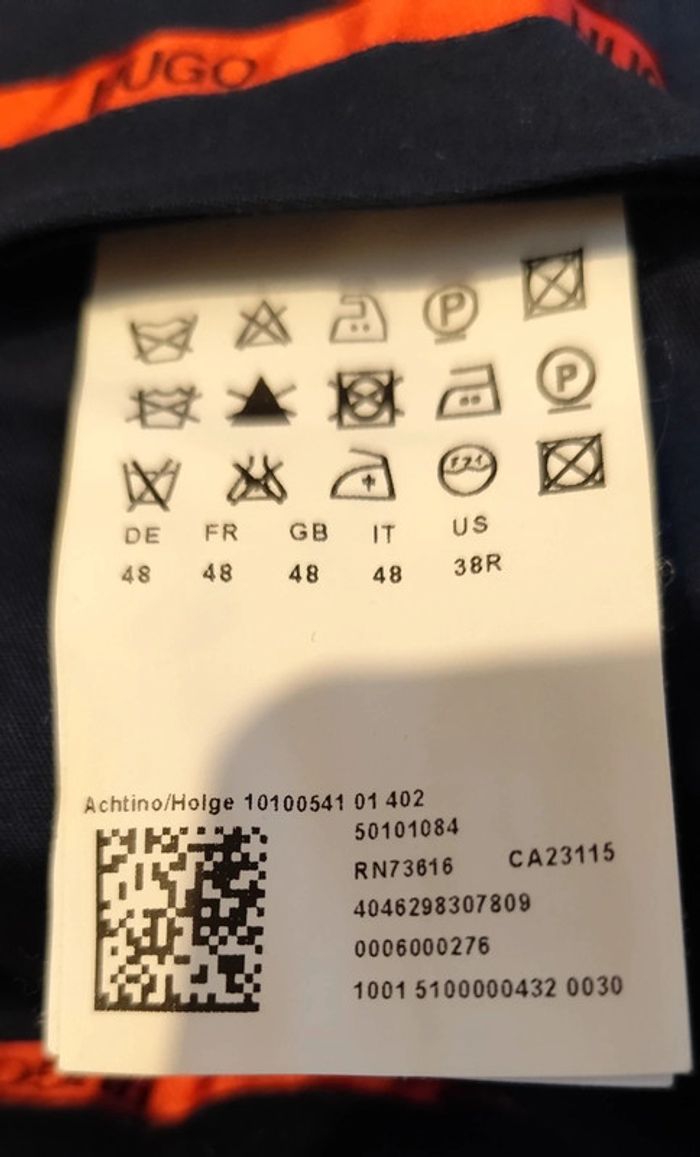 HUGO HUGO
P
P
DE FR GB IT US
48 48 48 48 38R
Achtino/Holge 10100541 01 402
50101084
RN73616 CA23115
4046298307809
0006000276
1001 5100000432 0030